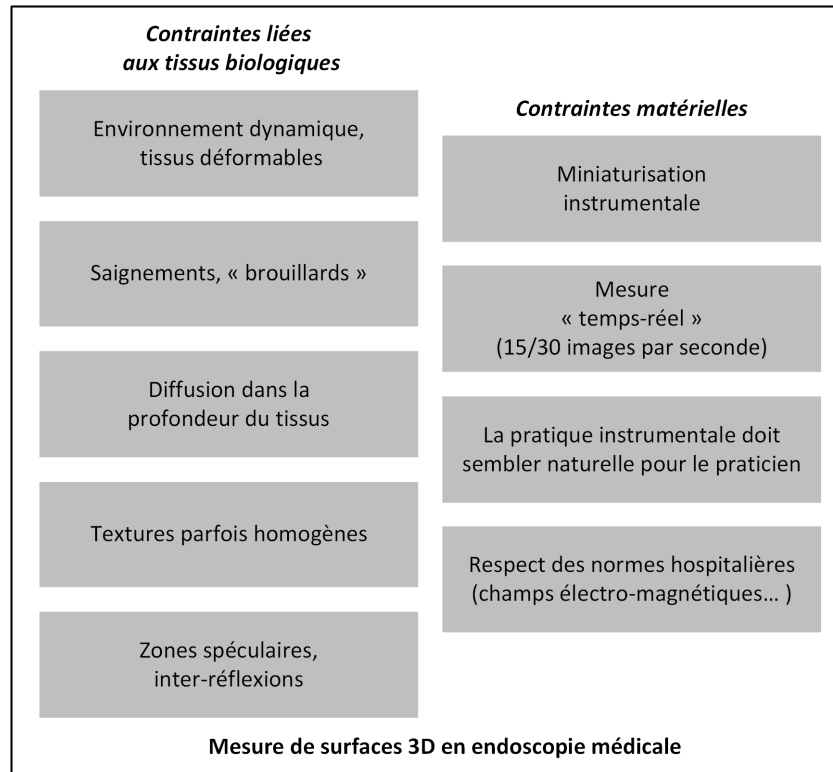 Contraintes liées
aux tissus biologiques
Environnement dynamique,
tissus déformables
Saignements, « brouillards »
Diffusion dans la
profondeur du tissus
Textures parfois homogènes
Zones spéculaires,
inter-réflexions
Contraintes matérielles
Miniaturisation
instrumentale
Mesure
« temps-réel »
(15/30 images par seconde)
La pratique instrumentale doit
sembler naturelle pour le praticien
Respect des normes hospitalières
(champs électro-magnétiques… )
Mesure de surfaces 3D en endoscopie médicale